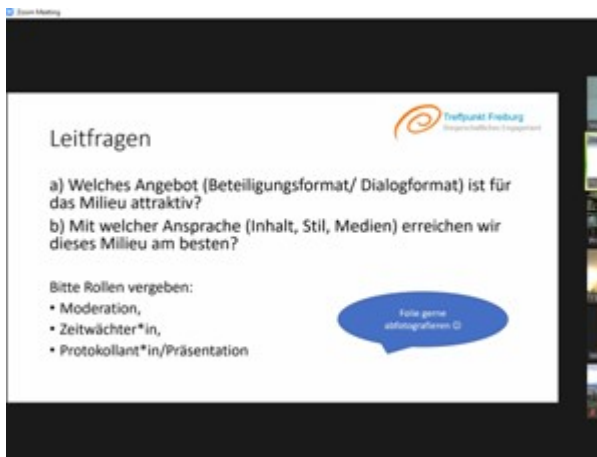 Zoom Meeting
Treffpunkt Freiburg
Bürgerschaftliches Engagement
Leitfragen
a) Welches Angebot (Beteiligungsformat/ Dialogformat) ist für
das Milieu attraktiv?
b) Mit welcher Ansprache (Inhalt, Stil, Medien) erreichen wir
dieses Milieu am besten?
Bitte Rollen vergeben:
• Moderation,
• Zeitwächter*in,
• Protokollant*in/Präsentation
Folie gerne
abfotografieren ☺